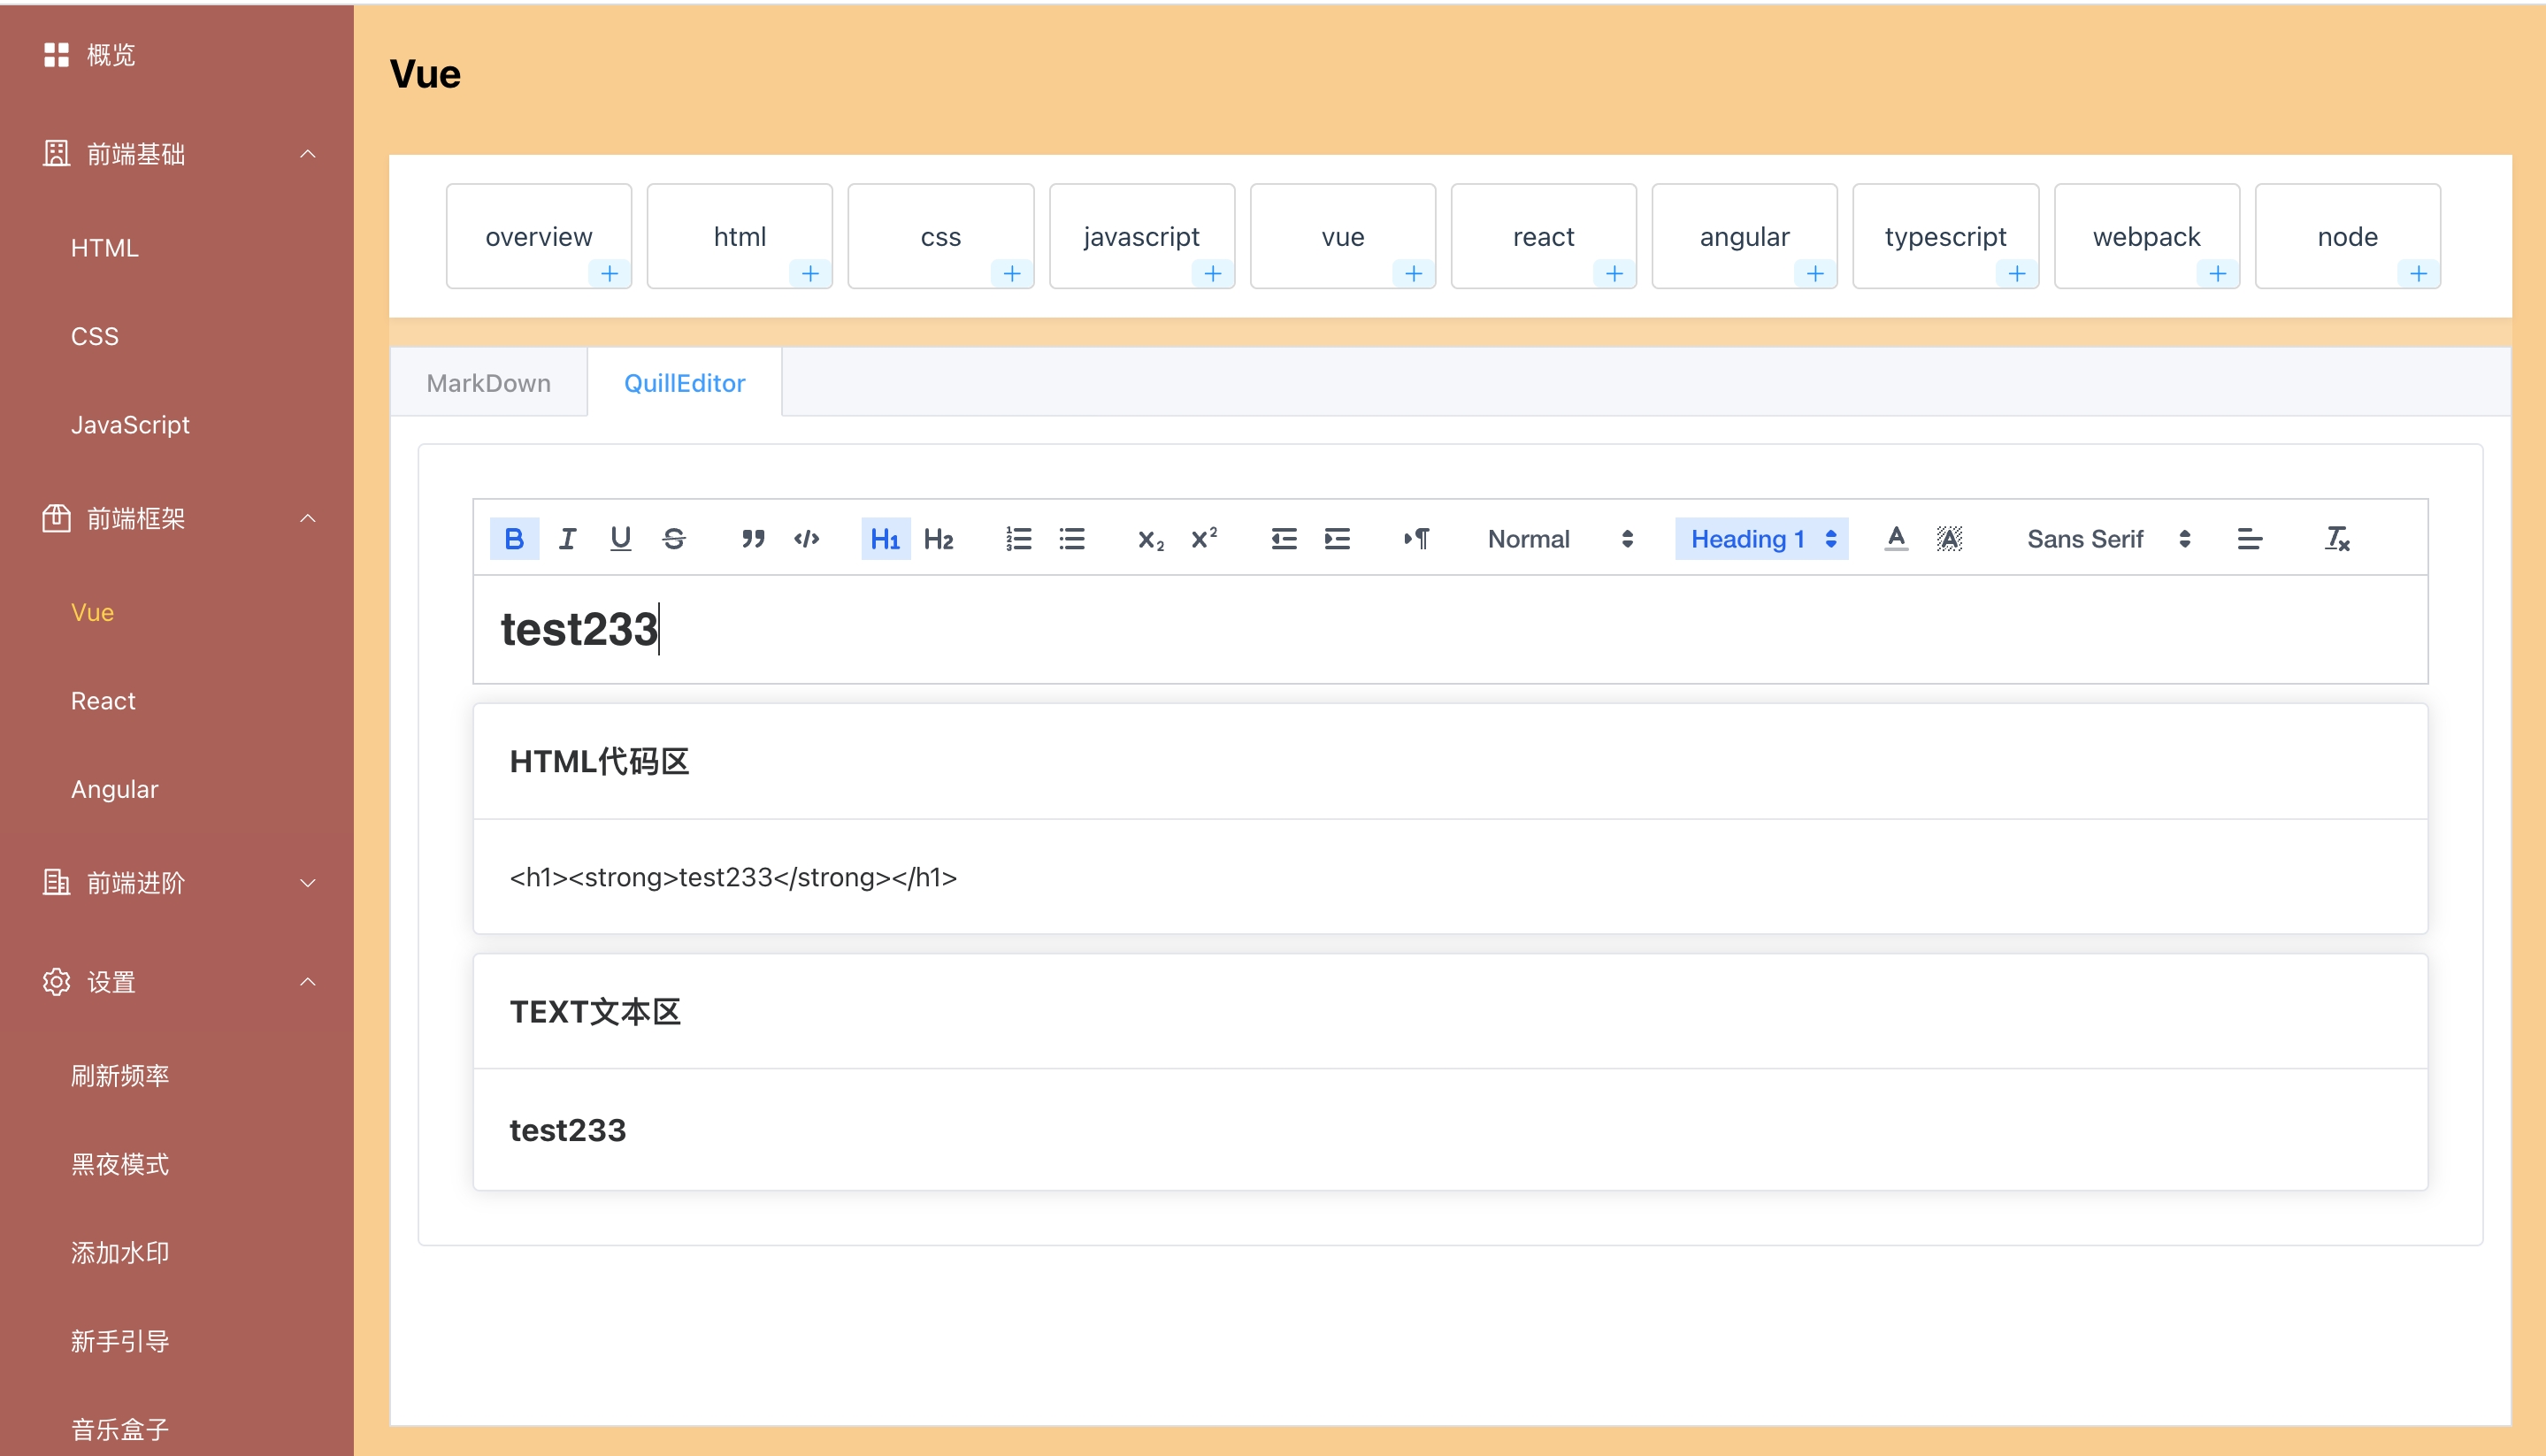 概览
前端基础
HTML
CSS
JavaScript
前端框架
Vue
React
Angular
前端进阶
设置
刷新频率
黑夜模式
添加水印
新手引导
音乐盒子
Vue
overview html css javascript vue react angular typescript webpack node
MarkDown QuillEditor
B I U S H1 H2 x2 x2 Normal Heading 1 A A Sans Serif
test233
HTML代码区
<h1><strong>test233</strong></h1>
TEXT文本区
test233